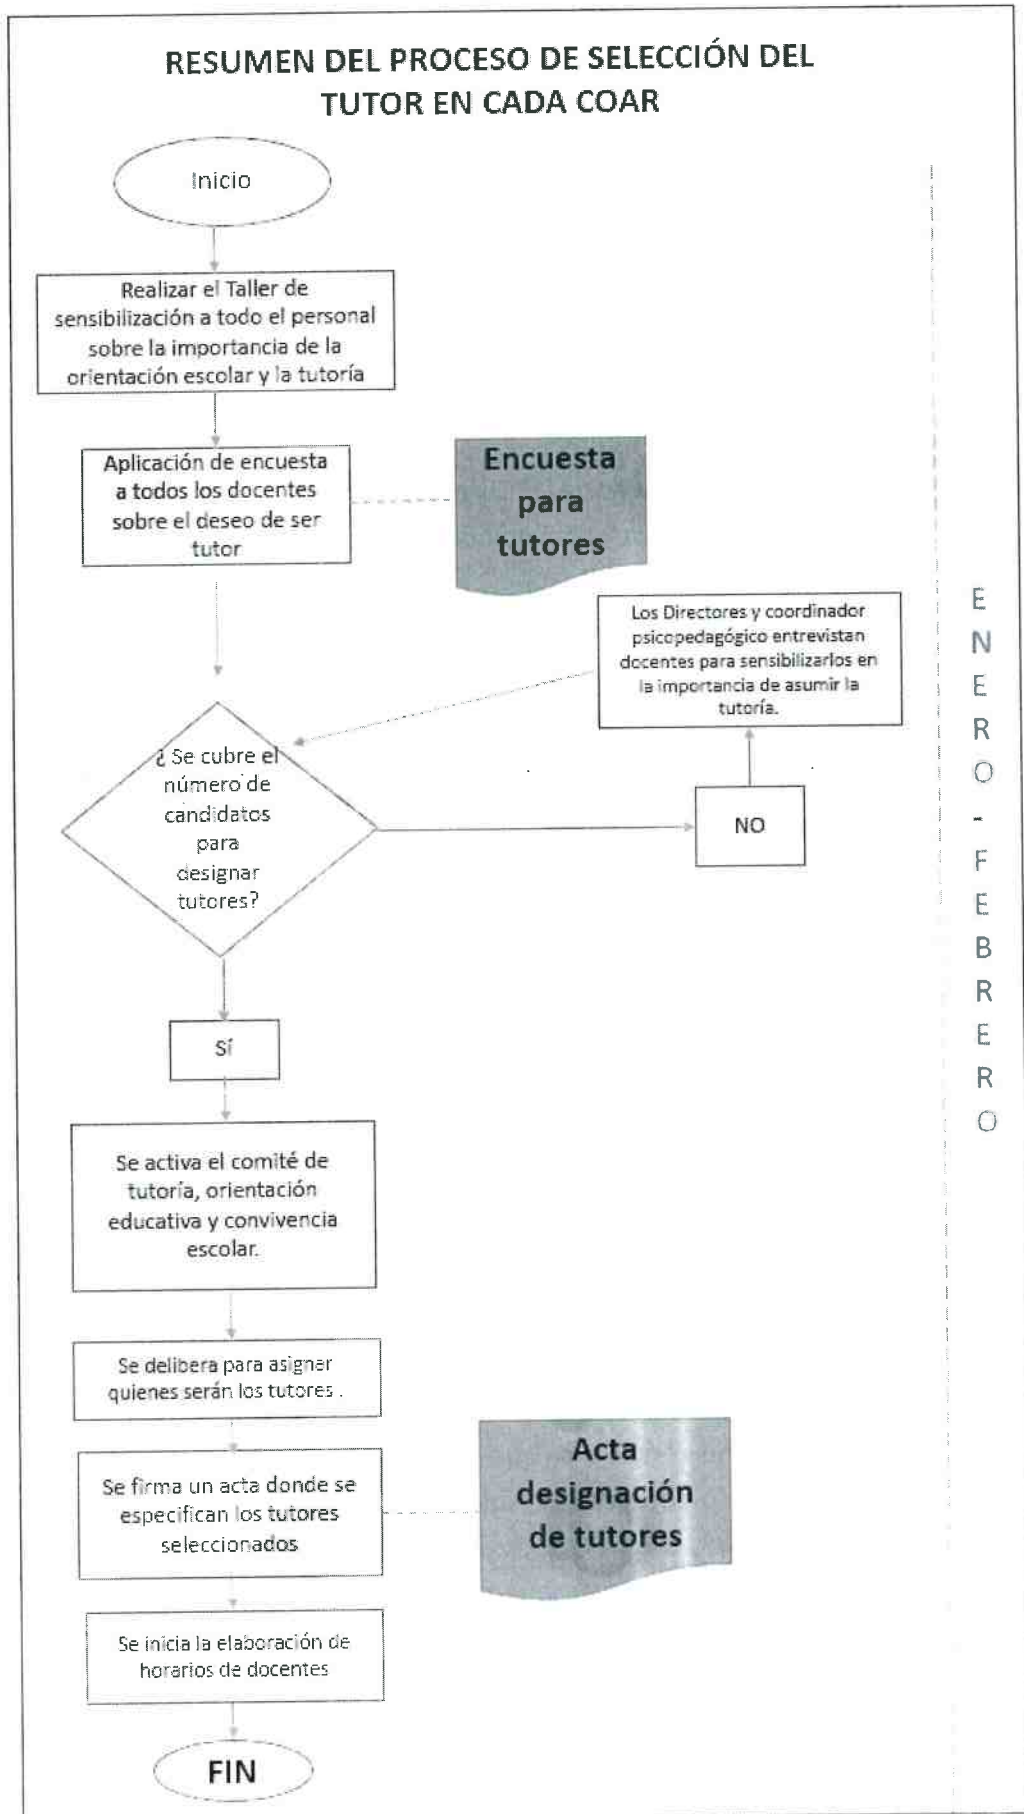 RESUMEN DEL PROCESO DE SELECCIÓN DEL
TUTOR EN CADA COAR
Inicio
Realizar el Taller de
sensibilización a todo el personal
sobre la importancia de la
orientación escolar y la tutoría
Aplicación de encuesta
a todos los docentes
sobre el deseo de ser
tutor
Encuesta
para
tutores
Los Directores y coordinador
psicopedagógico entrevistan
docentes para sensibilizarlos en
la importancia de asumir la
tutoría.
¿ Se cubre el
número de
candidatos
para
designar
tutores?
NO
SÍ
Se activa el comité de
tutoría, orientación
educativa y convivencia
escolar.
Se delibera para asignar
quienes serán los tutores .
Se firma un acta donde se
especifican los tutores
seleccionados
Acta
designación
de tutores
Se inicia la elaboración de
horarios de docentes
FIN
E
N
E
R
O
-
F
E
B
R
E
R
O